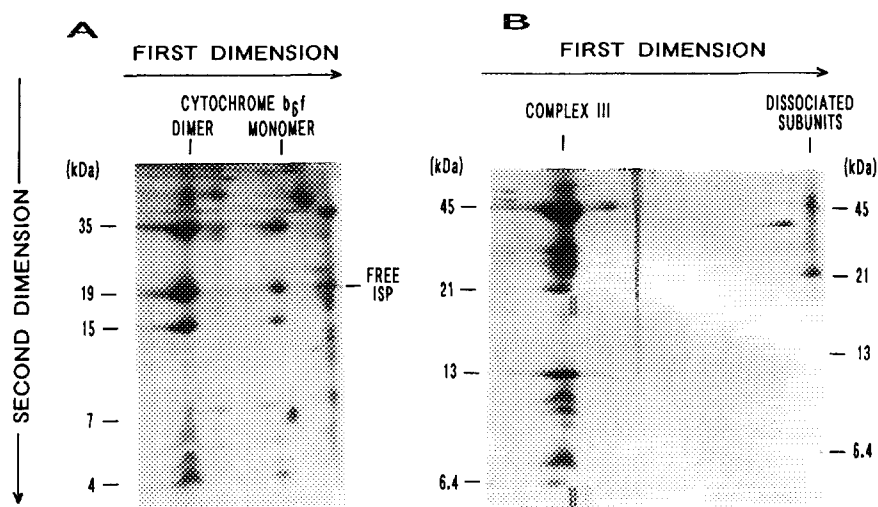 A
FIRST DIMENSION
SECOND DIMENSION
CYTOCHROME b6f
DIMER MONOMER
(kDa)
35
19
15
7
4
FREE
ISP
B
FIRST DIMENSION
COMPLEX III
DISSOCIATED
SUBUNITS
(kDa)
45
21
13
6.4
(kDa)
45
21
13
6.4